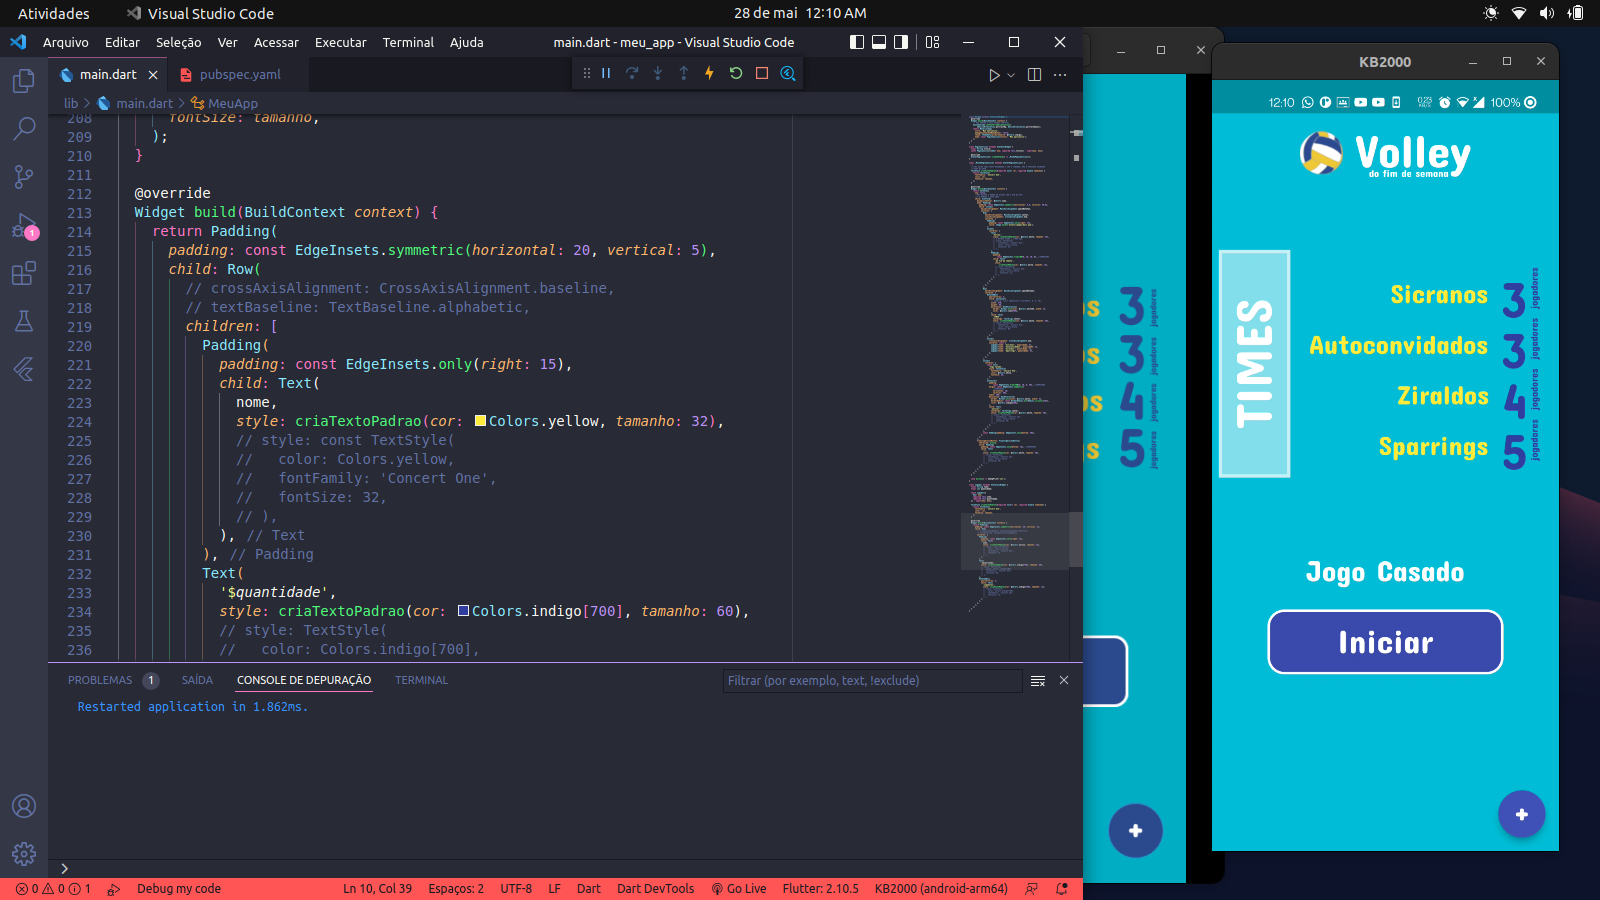 Atividades
Visual Studio Code
28 de mai 12:10 AM
Arquivo Editar Seleção Ver Acessar Executar Terminal Ajuda
main.dart - meu_app - Visual Studio Code
main.dart
pubspec.yaml
lib > main.dart > MeuApp
208 fontSize: tamanho,
209 );
210 }
211
212 @override
213 Widget build(BuildContext context) {
214 return Padding(
215 padding: const EdgeInsets.symmetric(horizontal: 20, vertical: 5),
216 child: Row(
217 // crossAxisAlignment: CrossAxisAlignment.baseline,
218 // textBaseline: TextBaseline.alphabetic,
219 children: [
220 Padding(
221 padding: const EdgeInsets.only(right: 15),
222 child: Text(
223 nome,
224 style: criaTextoPadrao(cor: Colors.yellow, tamanho: 32),
225 // style: const TextStyle(
226 //   color: Colors.yellow,
227 //   fontFamily: 'Concert One',
228 //   fontSize: 32,
229 // ),
230 ), // Text
231 ), // Padding
232 Text(
233 '$quantidade',
234 style: criaTextoPadrao(cor: Colors.indigo[700], tamanho: 60),
235 // style: TextStyle(
236 //   color: Colors.indigo[700],
PROBLEMAS 1 SAÍDA CONSOLE DE DEPURAÇÃO TERMINAL
Filtrar (por exemplo, text, !exclude)
Restarted application in 1.862ms.
1
0 0 1
Debug my code
Ln 10, Col 39 Espaços: 2 UTF-8 LF Dart Dart DevTools Go Live Flutter: 2.10.5 KB2000 (android-arm64)
os 3 jogadores
os 3 jogadores
os 4 jogadores
s 5 jogadores
+
KB2000
12:10
100%
Volley
do fim de semana
TIMES
Sicranos 3 jogadores
Autoconvidados 3 jogadores
Ziraldos 4 jogadores
Sparrings 5 jogadores
Jogo Casado
Iniciar
+